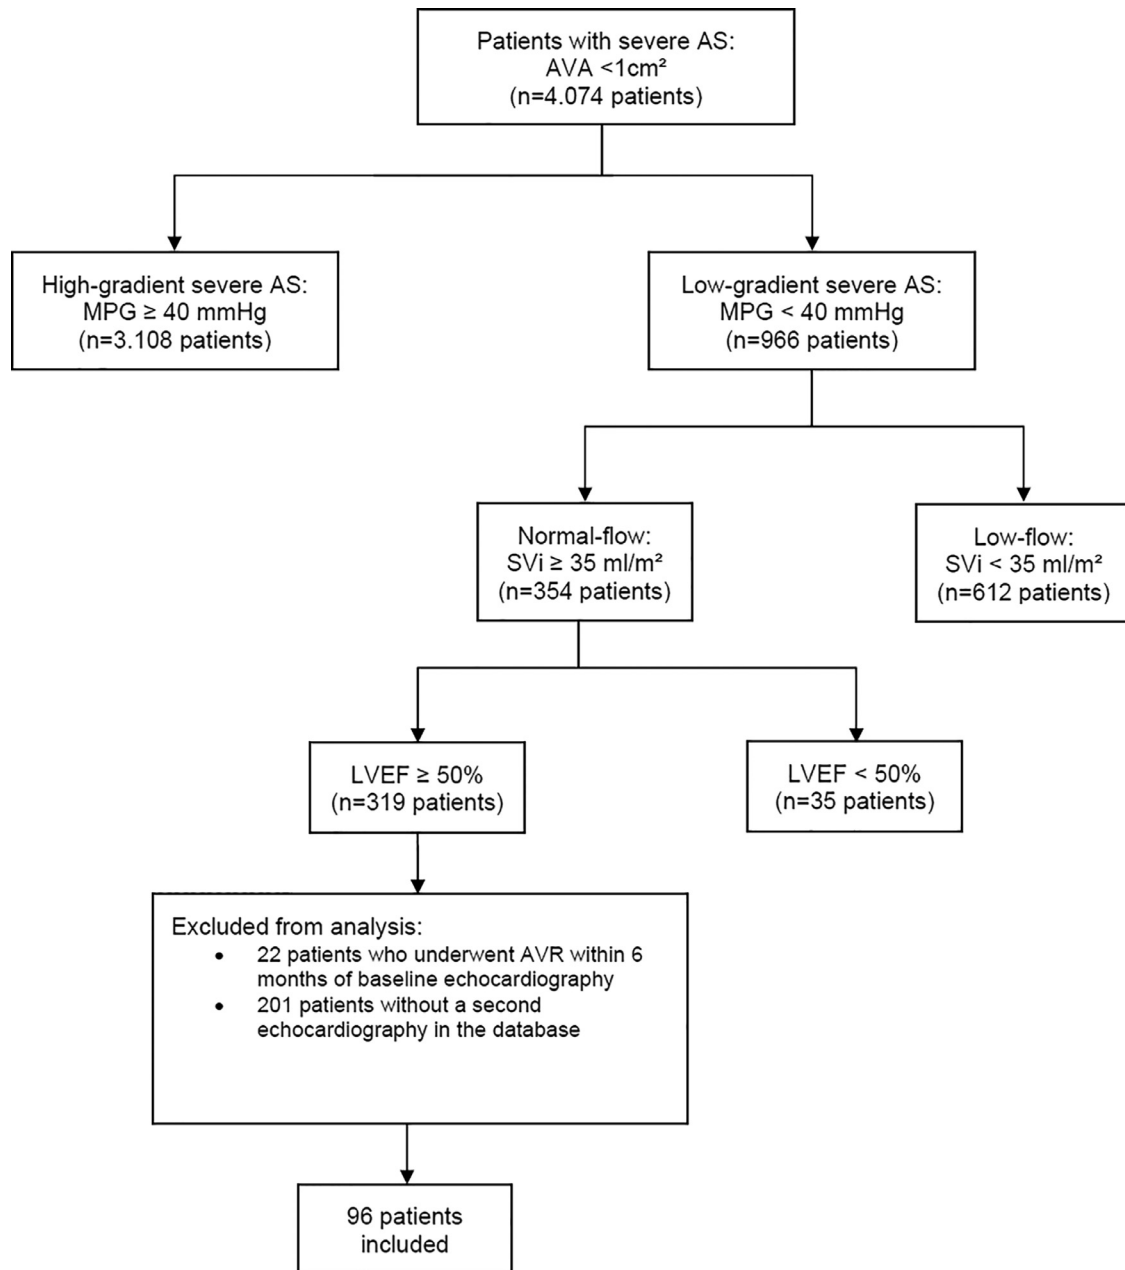 Patients with severe AS:
AVA <1cm²
(n=4.074 patients)
High-gradient severe AS:
MPG ≥ 40 mmHg
(n=3.108 patients)
Low-gradient severe AS:
MPG < 40 mmHg
(n=966 patients)
Normal-flow:
SVi ≥ 35 ml/m²
(n=354 patients)
Low-flow:
SVi < 35 ml/m²
(n=612 patients)
LVEF ≥ 50%
(n=319 patients)
LVEF < 50%
(n=35 patients)
Excluded from analysis:
• 22 patients who underwent AVR within 6
months of baseline echocardiography
• 201 patients without a second
echocardiography in the database
96 patients
included